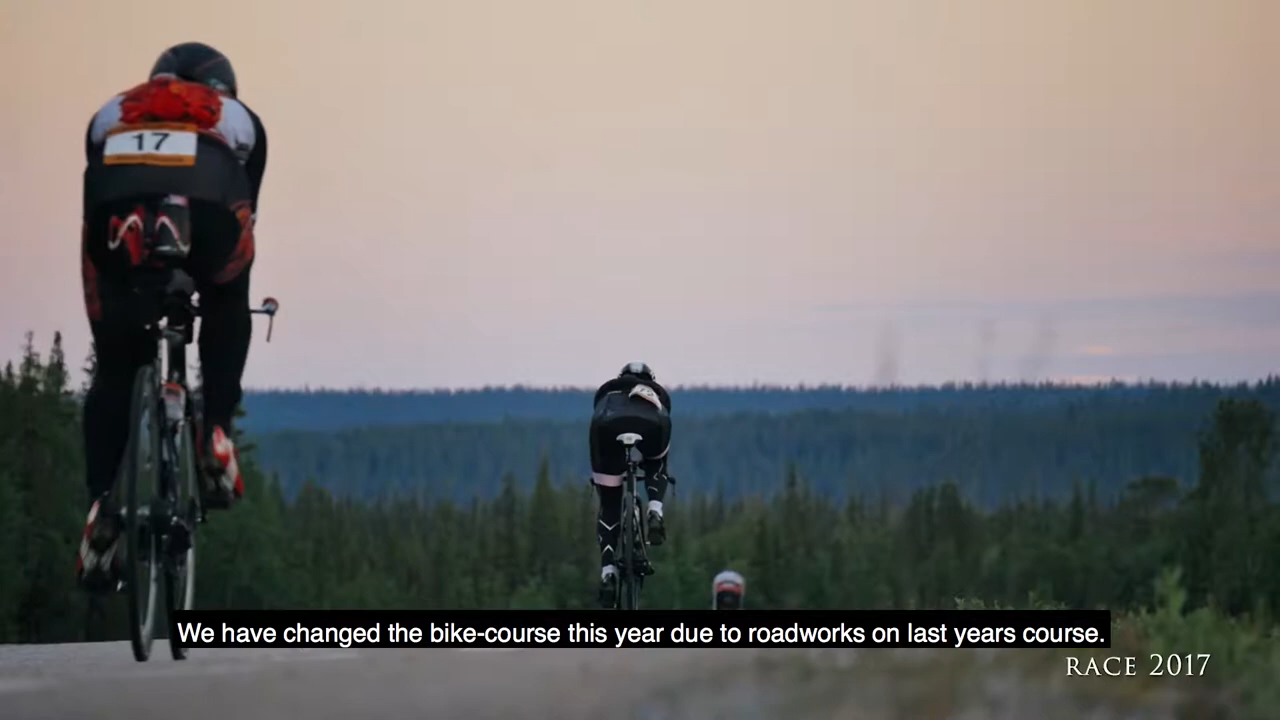 17
We have changed the bike-course this year due to roadworks on last years course.
RACE 2017